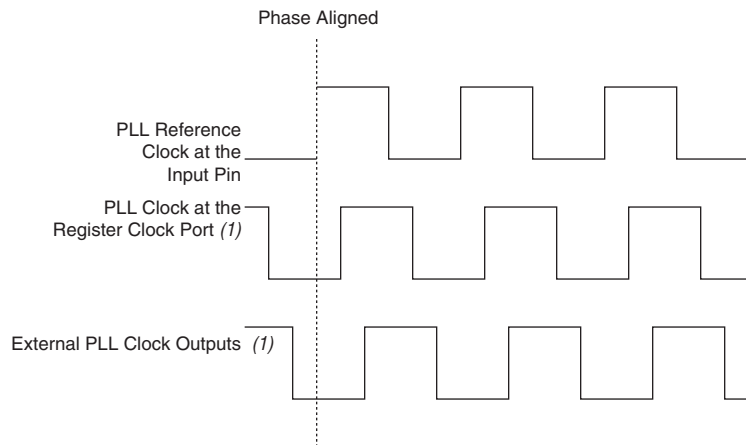 Phase Aligned
PLL Reference
Clock at the
Input Pin
PLL Clock at the
Register Clock Port (1)
External PLL Clock Outputs (1)